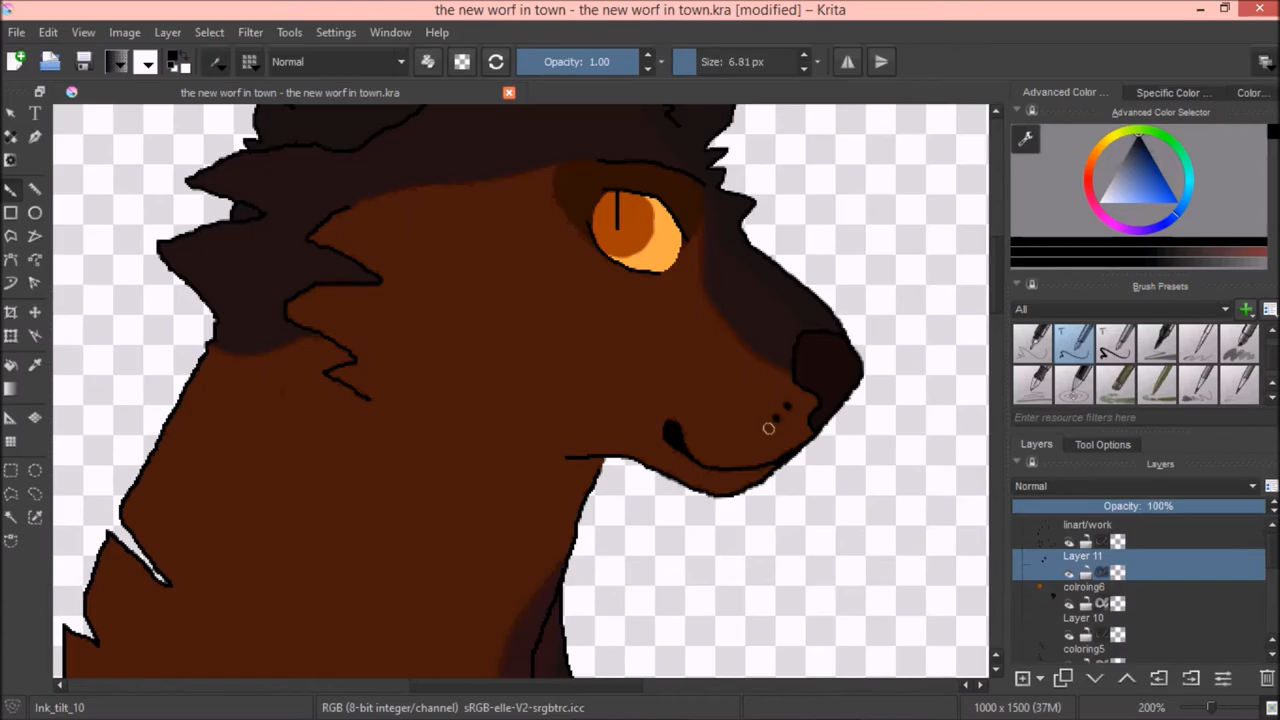 the new worf in town - the new worf in town.kra [modified] - Krita
File Edit View Image Layer Select Filter Tools Settings Window Help
Normal Opacity: 1.00 Size: 6.81 px
the new worf in town - the new worf in town.kra
Advanced Color ... Specific Color ... Color...
Advanced Color Selector
Brush Presets
All
Enter resource filters here
Layers Tool Options
Layers
Normal
Opacity: 100%
linart/work
Layer 11
colroing6
Layer 10
coloring5
Ink_tilt_10 RGB (8-bit integer/channel) sRGB-elle-V2-srgbtrc.icc 1000 x 1500 (37M) 200%